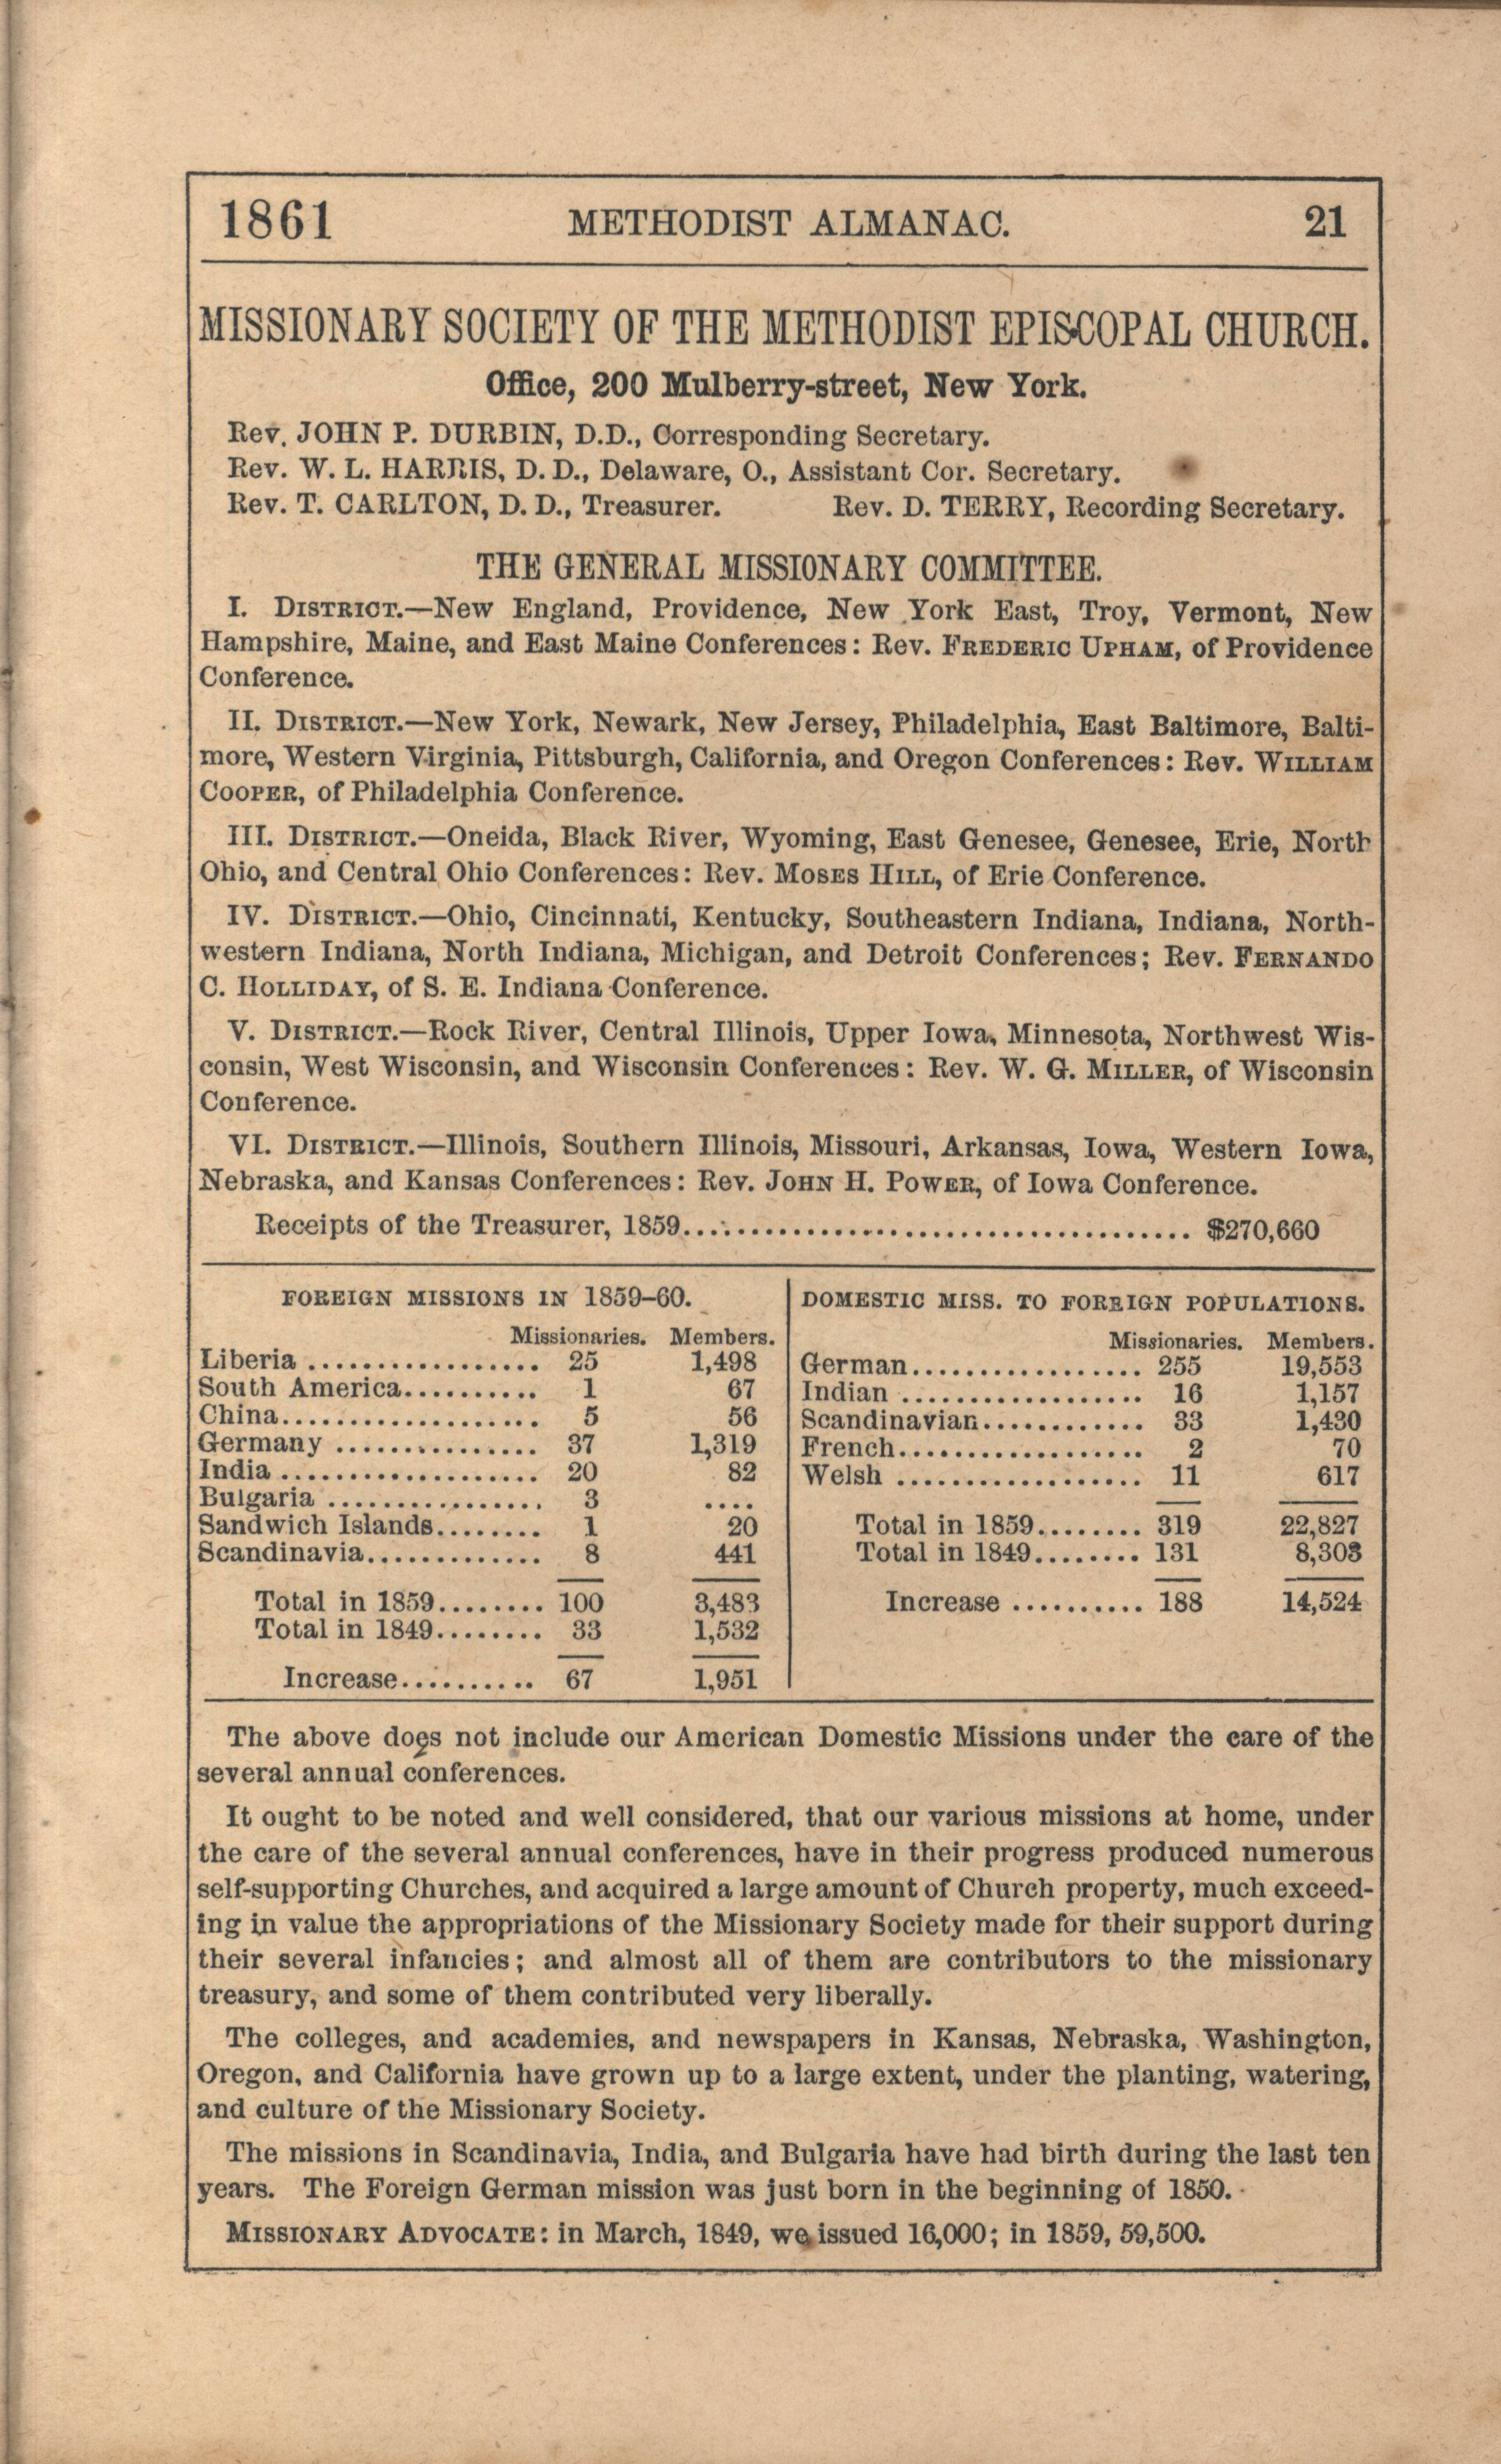 1861 METHODIST ALMANAC. 21
MISSIONARY SOCIETY OF THE METHODIST EPISCOPAL CHURCH.
Office, 200 Mulberry-street, New York.
Rev. JOHN P. DURBIN, D.D., Corresponding Secretary.
Rev. W. L. HARRIS, D. D., Delaware, O., Assistant Cor. Secretary.
Rev. T. CARLTON, D. D., Treasurer. Rev. D. TERRY, Recording Secretary.
THE GENERAL MISSIONARY COMMITTEE.
I. DISTRICT.—New England, Providence, New York East, Troy, Vermont, New
Hampshire, Maine, and East Maine Conferences: Rev. FREDERIC UPHAM, of Providence
Conference.
II. DISTRICT.—New York, Newark, New Jersey, Philadelphia, East Baltimore, Balti-
more, Western Virginia, Pittsburgh, California, and Oregon Conferences: Rev. WILLIAM
COOPER, of Philadelphia Conference.
III. DISTRICT.—Oneida, Black River, Wyoming, East Genesee, Genesee, Erie, North
Ohio, and Central Ohio Conferences: Rev. MOSES HILL, of Erie Conference.
IV. DISTRICT.—Ohio, Cincinnati, Kentucky, Southeastern Indiana, Indiana, North-
western Indiana, North Indiana, Michigan, and Detroit Conferences; Rev. FERNANDO
C. HOLLIDAY, of S. E. Indiana Conference.
V. DISTRICT.—Rock River, Central Illinois, Upper Iowa, Minnesota, Northwest Wis-
consin, West Wisconsin, and Wisconsin Conferences: Rev. W. G. MILLER, of Wisconsin
Conference.
VI. DISTRICT.—Illinois, Southern Illinois, Missouri, Arkansas, Iowa, Western Iowa,
Nebraska, and Kansas Conferences: Rev. JOHN H. POWER, of Iowa Conference.
Receipts of the Treasurer, 1859........................................ $270,660
FOREIGN MISSIONS IN 1859–60.
Missionaries. Members.
Liberia ................. 25 1,498
South America.......... 1 67
China................... 5 56
Germany ............... 37 1,319
India ................... 20 82
Bulgaria ................ 3 ....
Sandwich Islands........ 1 20
Scandinavia............. 8 441
Total in 1859........ 100 3,483
Total in 1849........ 33 1,532
Increase.......... 67 1,951
DOMESTIC MISS. TO FOREIGN POPULATIONS.
Missionaries. Members.
German................. 255 19,553
Indian .................. 16 1,157
Scandinavian............ 33 1,430
French.................. 2 70
Welsh .................. 11 617
Total in 1859........ 319 22,827
Total in 1849........ 131 8,303
Increase .......... 188 14,524
The above does not include our American Domestic Missions under the care of the
several annual conferences.
It ought to be noted and well considered, that our various missions at home, under
the care of the several annual conferences, have in their progress produced numerous
self-supporting Churches, and acquired a large amount of Church property, much exceed-
ing in value the appropriations of the Missionary Society made for their support during
their several infancies; and almost all of them are contributors to the missionary
treasury, and some of them contributed very liberally.
The colleges, and academies, and newspapers in Kansas, Nebraska, Washington,
Oregon, and California have grown up to a large extent, under the planting, watering,
and culture of the Missionary Society.
The missions in Scandinavia, India, and Bulgaria have had birth during the last ten
years. The Foreign German mission was just born in the beginning of 1850.
MISSIONARY ADVOCATE: in March, 1849, we issued 16,000; in 1859, 59,500.